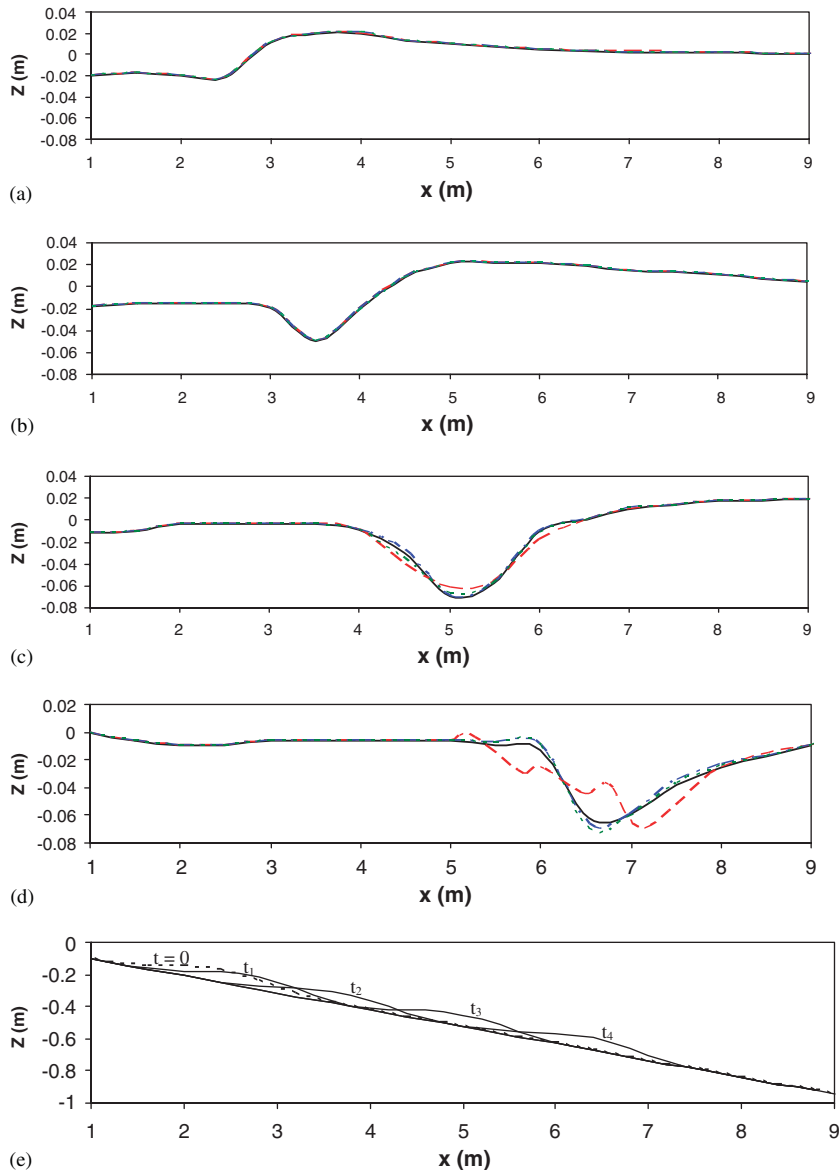 0.04
0.02
0
-0.02
-0.04
-0.06
-0.08
Z (m)
1 2 3 4 5 6 7 8 9
x (m)
(a)
0.04
0.02
0
-0.02
-0.04
-0.06
-0.08
Z (m)
1 2 3 4 5 6 7 8 9
x (m)
(b)
0.04
0.02
0
-0.02
-0.04
-0.06
-0.08
Z (m)
1 2 3 4 5 6 7 8 9
x (m)
(c)
0.02
0
-0.02
-0.04
-0.06
-0.08
Z (m)
1 2 3 4 5 6 7 8 9
x (m)
(d)
0
-0.2
-0.4
-0.6
-0.8
-1
Z (m)
t = 0
t1
t2
t3
t4
1 2 3 4 5 6 7 8 9
x (m)
(e)